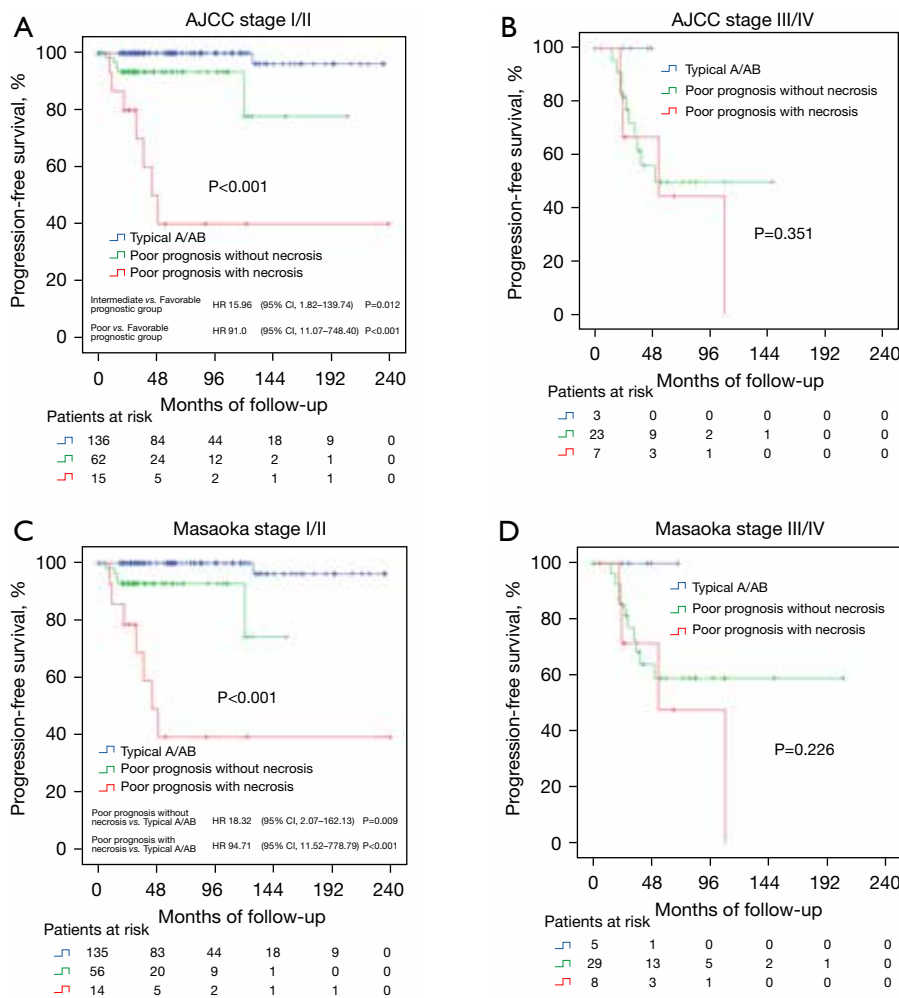 A
AJCC stage I/II
Progression-free survival, %
100
80
60
40
20
0
P<0.001
Typical A/AB
Poor prognosis without necrosis
Poor prognosis with necrosis
Intermediate vs. Favorable
prognostic group
HR 15.96 (95% CI, 1.82–139.74) P=0.012
Poor vs. Favorable
prognostic group
HR 91.0 (95% CI, 11.07–748.40) P<0.001
0 48 96 144 192 240
Months of follow-up
Patients at risk
136 84 44 18 9 0
62 24 12 2 1 0
15 5 2 1 1 0
B
AJCC stage III/IV
Progression-free survival, %
100
80
60
40
20
0
Typical A/AB
Poor prognosis without necrosis
Poor prognosis with necrosis
P=0.351
0 48 96 144 192 240
Months of follow-up
Patients at risk
3 0 0 0 0 0
23 9 2 1 0 0
7 3 1 0 0 0
C
Masaoka stage I/II
Progression-free survival, %
100
80
60
40
20
0
P<0.001
Typical A/AB
Poor prognosis without necrosis
Poor prognosis with necrosis
Poor prognosis without
necrosis vs. Typical A/AB
HR 18.32 (95% CI, 2.07–162.13) P=0.009
Poor prognosis with
necrosis vs. Typical A/AB
HR 94.71 (95% CI, 11.52–778.79) P<0.001
0 48 96 144 192 240
Months of follow-up
Patients at risk
135 83 44 18 9 0
56 20 9 1 0 0
14 5 2 1 1 0
D
Masaoka stage III/IV
Progression-free survival, %
100
80
60
40
20
0
Typical A/AB
Poor prognosis without necrosis
Poor prognosis with necrosis
P=0.226
0 48 96 144 192 240
Months of follow-up
Patients at risk
5 1 0 0 0 0
29 13 5 2 1 0
8 3 1 0 0 0